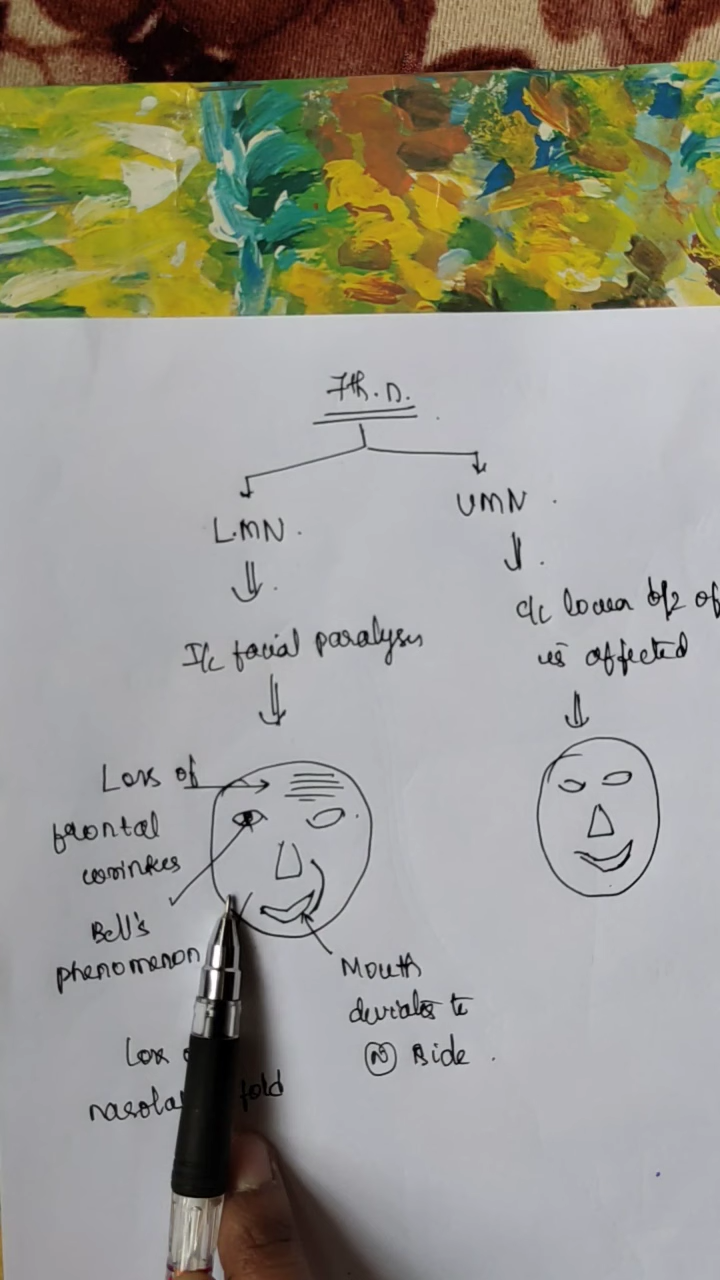 7th.n.
LMN.
UMN.
I/L facial paralysis
c/L lower 1/2 of
is affected
Loss of
frontal
wrinkles
Bell's
phenomenon
Mouth
deviates to
N side.
Loss
fold